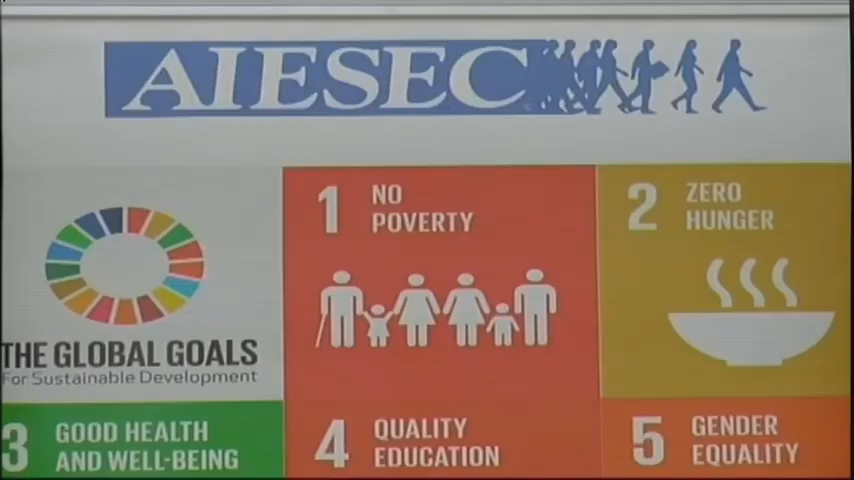 AIESEC
THE GLOBAL GOALS
For Sustainable Development
1 NO
POVERTY
2 ZERO
HUNGER
3 GOOD HEALTH
AND WELL-BEING
4 QUALITY
EDUCATION
5 GENDER
EQUALITY